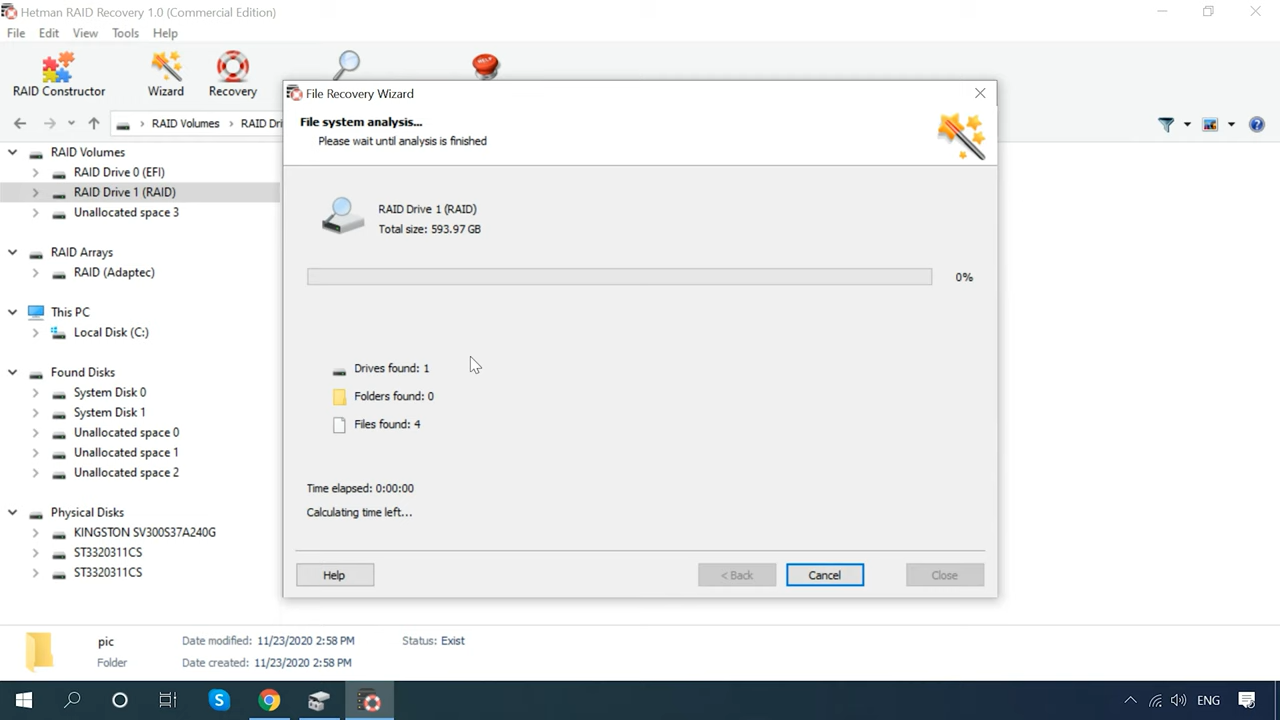 Hetman RAID Recovery 1.0 (Commercial Edition)
File Edit View Tools Help
RAID Constructor Wizard Recovery
HELP
RAID Volumes RAID Dri
RAID Volumes
RAID Drive 0 (EFI)
RAID Drive 1 (RAID)
Unallocated space 3
RAID Arrays
RAID (Adaptec)
This PC
Local Disk (C:)
Found Disks
System Disk 0
System Disk 1
Unallocated space 0
Unallocated space 1
Unallocated space 2
Physical Disks
KINGSTON SV300S37A240G
ST3320311CS
ST3320311CS
File Recovery Wizard
File system analysis...
Please wait until analysis is finished
RAID Drive 1 (RAID)
Total size: 593.97 GB
0%
Drives found: 1
Folders found: 0
Files found: 4
Time elapsed: 0:00:00
Calculating time left...
Help < Back Cancel Close
pic Date modified: 11/23/2020 2:58 PM Status: Exist
Folder Date created: 11/23/2020 2:58 PM
ENG